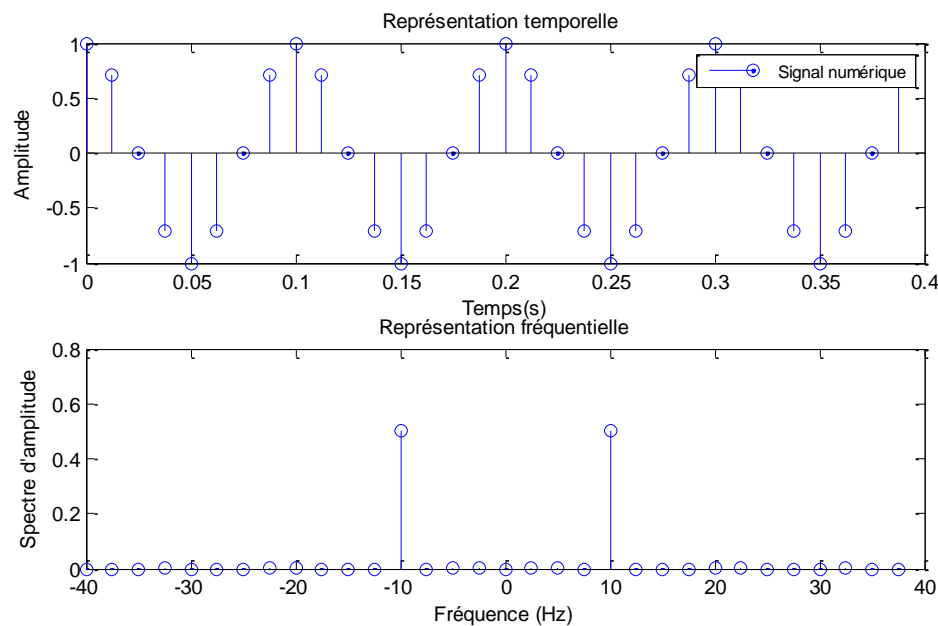 Représentation temporelle
Signal numérique
Amplitude
1
0.5
0
-0.5
-1
0 0.05 0.1 0.15 0.2 0.25 0.3 0.35 0.4
Temps(s)
Représentation fréquentielle
Spectre d'amplitude
0.8
0.6
0.4
0.2
0
-40 -30 -20 -10 0 10 20 30 40
Fréquence (Hz)